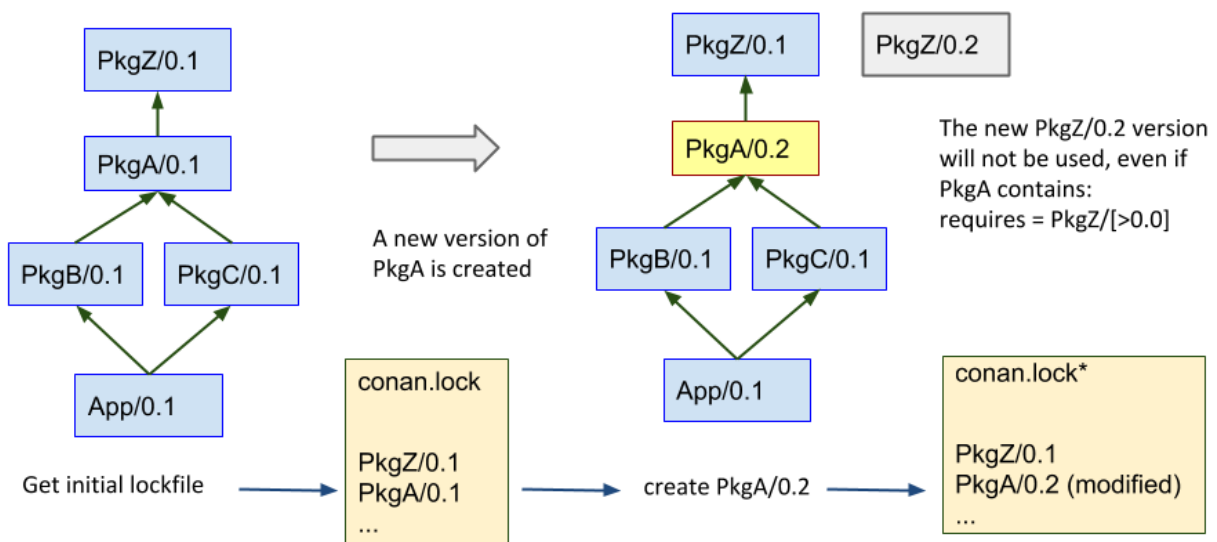 PkgZ/0.1
PkgA/0.1
PkgB/0.1
PkgC/0.1
App/0.1
A new version of
PkgA is created
PkgZ/0.1
PkgZ/0.2
PkgA/0.2
PkgB/0.1
PkgC/0.1
App/0.1
The new PkgZ/0.2 version
will not be used, even if
PkgA contains:
requires = PkgZ/[>0.0]
Get initial lockfile
conan.lock
PkgZ/0.1
PkgA/0.1
...
create PkgA/0.2
conan.lock*
PkgZ/0.1
PkgA/0.2 (modified)
...